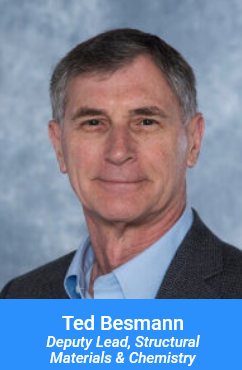 Ted Besmann
Deputy Lead, Structural
Materials & Chemistry